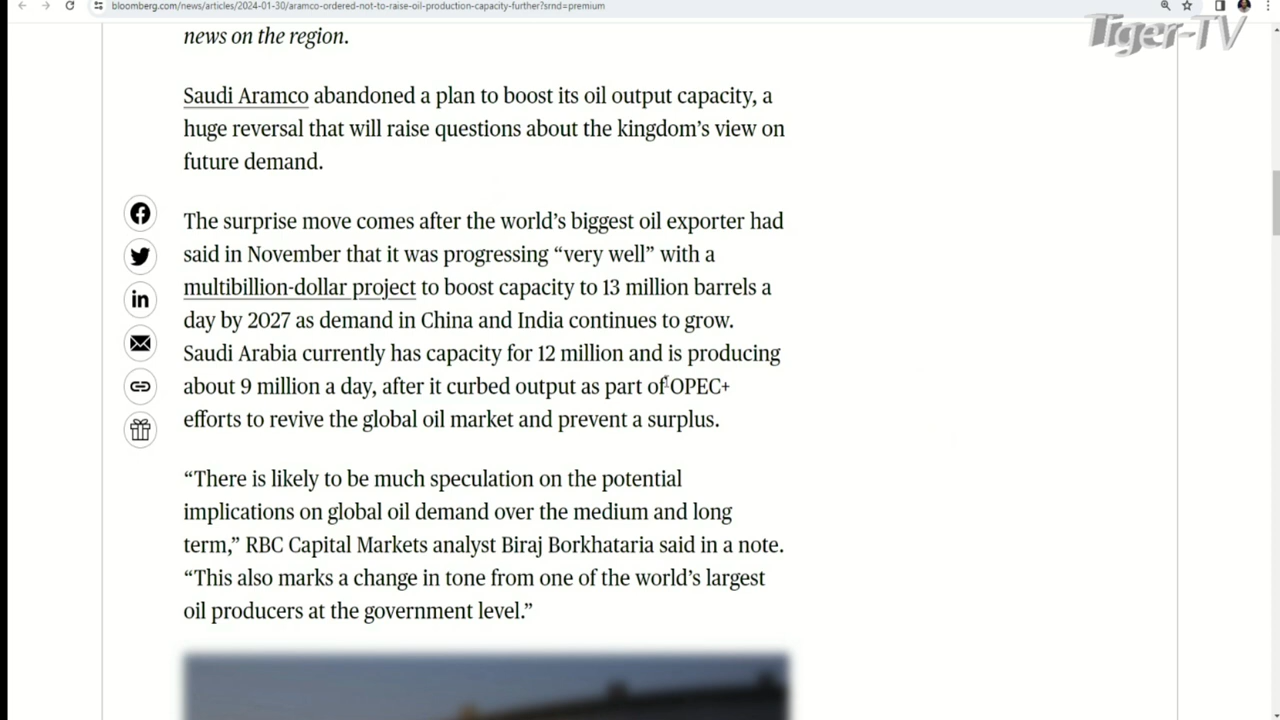 bloomberg.com/news/articles/2024-01-30/aramco-ordered-not-to-raise-oil-production-capacity-further?srnd=premium
Tiger-TV
news on the region.
Saudi Aramco abandoned a plan to boost its oil output capacity, a
huge reversal that will raise questions about the kingdom’s view on
future demand.
The surprise move comes after the world’s biggest oil exporter had
said in November that it was progressing “very well” with a
multibillion-dollar project to boost capacity to 13 million barrels a
day by 2027 as demand in China and India continues to grow.
Saudi Arabia currently has capacity for 12 million and is producing
about 9 million a day, after it curbed output as part of OPEC+
efforts to revive the global oil market and prevent a surplus.
“There is likely to be much speculation on the potential
implications on global oil demand over the medium and long
term,” RBC Capital Markets analyst Biraj Borkhataria said in a note.
“This also marks a change in tone from one of the world’s largest
oil producers at the government level.”